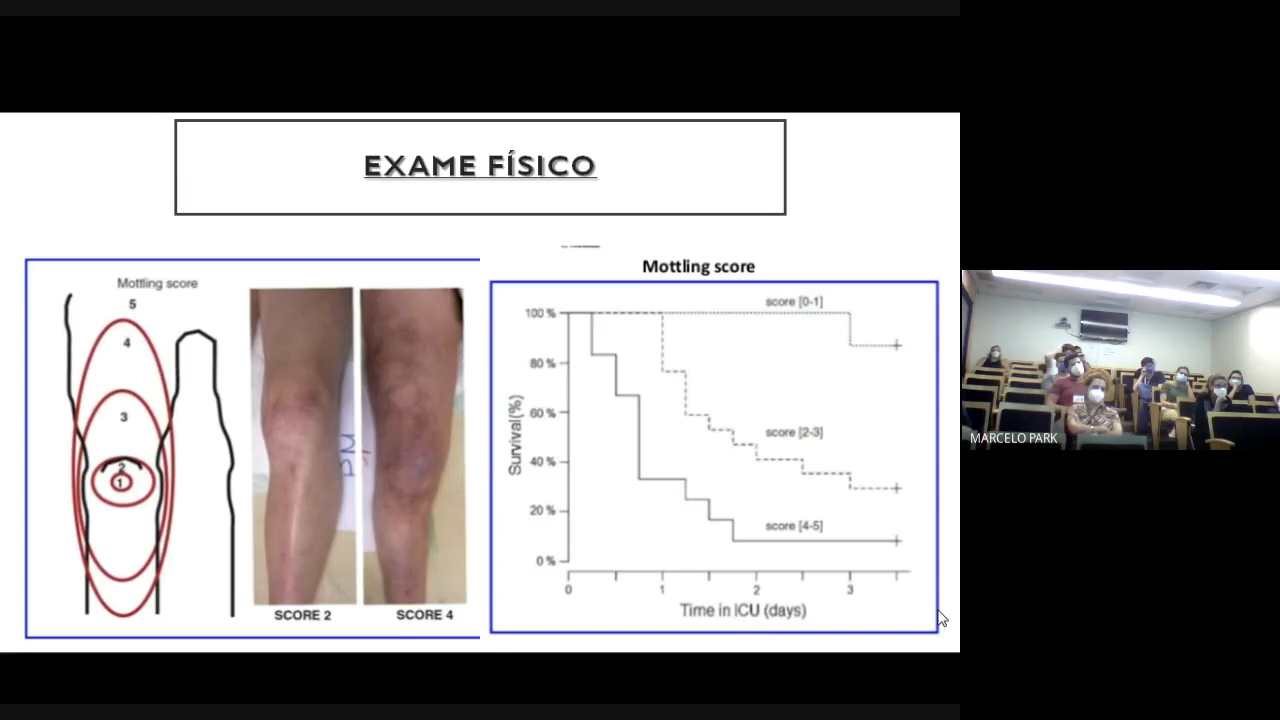 EXAME FÍSICO
Mottling score
5
4
3
2
1
SCORE 2
SCORE 4
Mottling score
score [0-1]
score [2-3]
score [4-5]
Survival(%)
100 %
80 %
60 %
40 %
20 %
0 %
0
1
2
3
Time in ICU (days)
MARCELO PARK